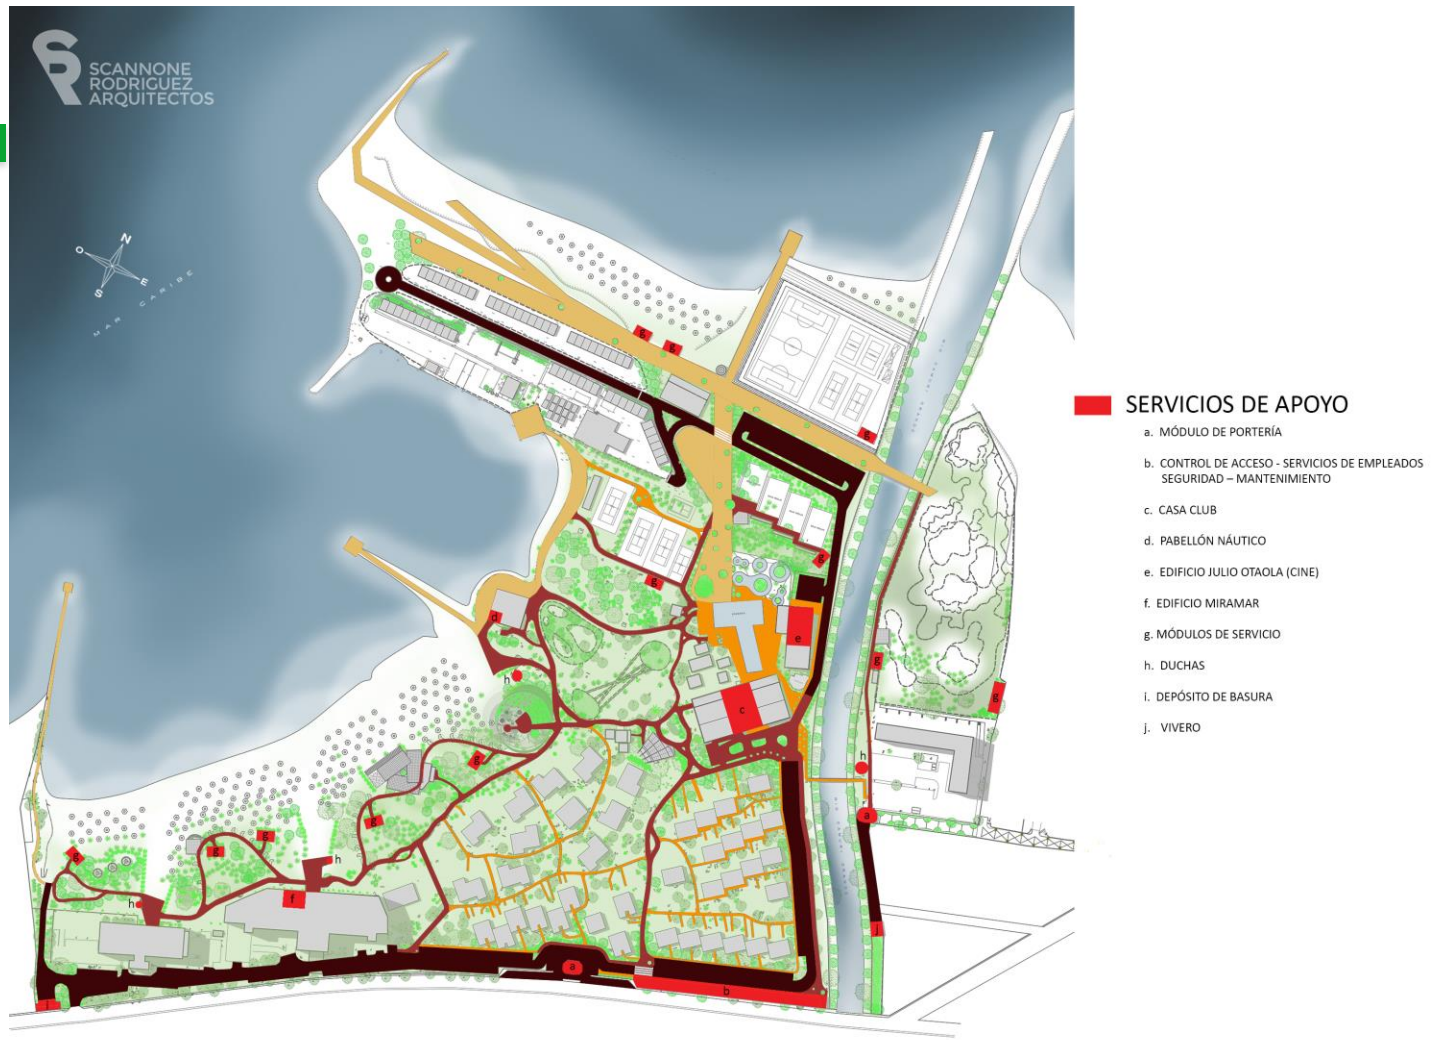 SCANNONE
RODRIGUEZ
ARQUITECTOS
N
O
E
S
MAR CARIBE
SERVICIOS DE APOYO
a. MÓDULO DE PORTERÍA
b. CONTROL DE ACCESO - SERVICIOS DE EMPLEADOS
SEGURIDAD – MANTENIMIENTO
c. CASA CLUB
d. PABELLÓN NÁUTICO
e. EDIFICIO JULIO OTAOLA (CINE)
f. EDIFICIO MIRAMAR
g. MÓDULOS DE SERVICIO
h. DUCHAS
i. DEPÓSITO DE BASURA
j. VIVERO
g
g
g
g
g
d
e
h
g
g
c
g
h
g
a
g
g
g
h
f
h
j
a
b
i